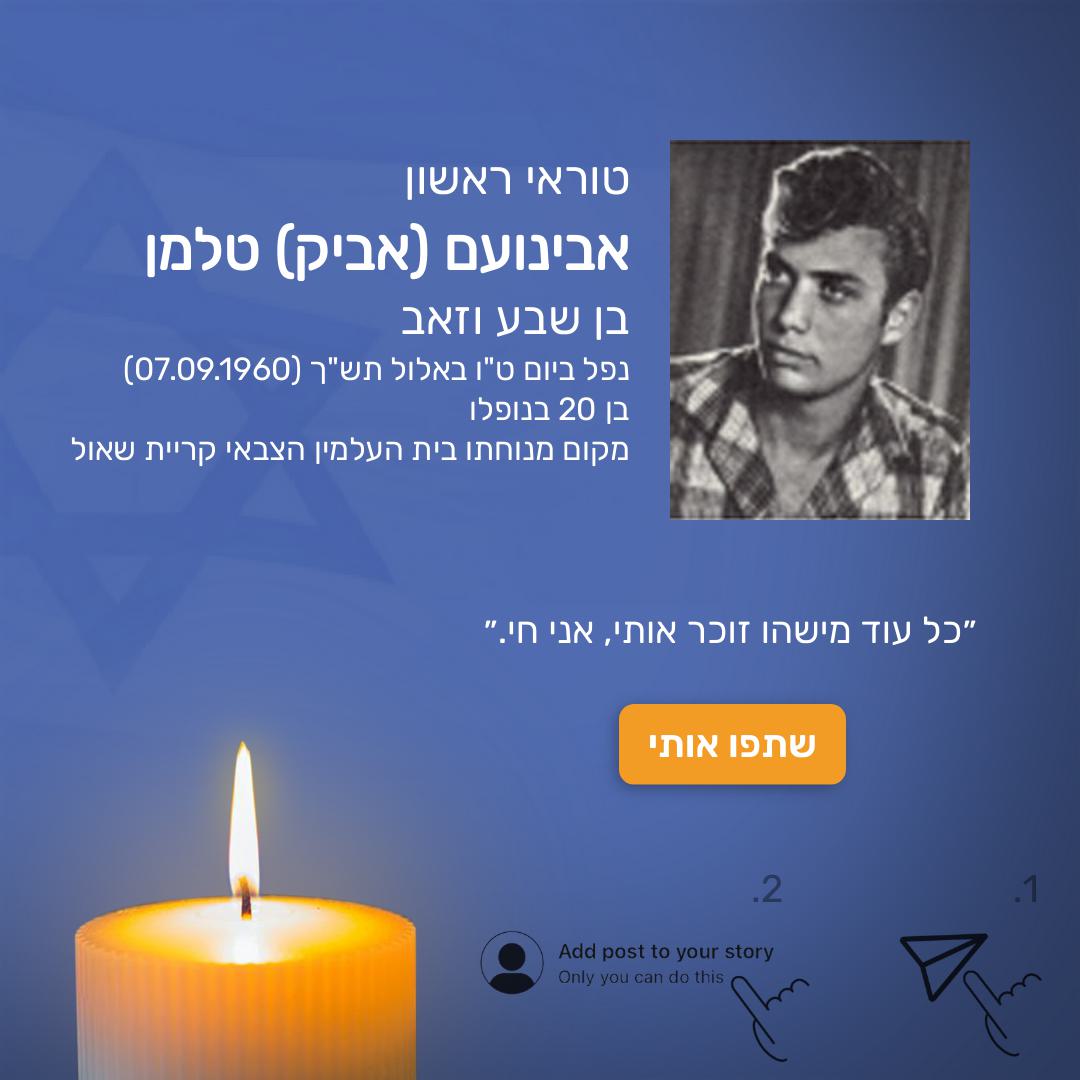 טוראי ראשון
אבינועם (אביק) טלמן
בן שבע וזאב
נפל ביום ט"ו באלול תש"ך (07.09.1960)
בן 20 בנופלו
מקום מנוחתו בית העלמין הצבאי קריית שאול
״כל עוד מישהו זוכר אותי, אני חי.״
שתפו אותי
1.
2.
Add post to your story
Only you can do this